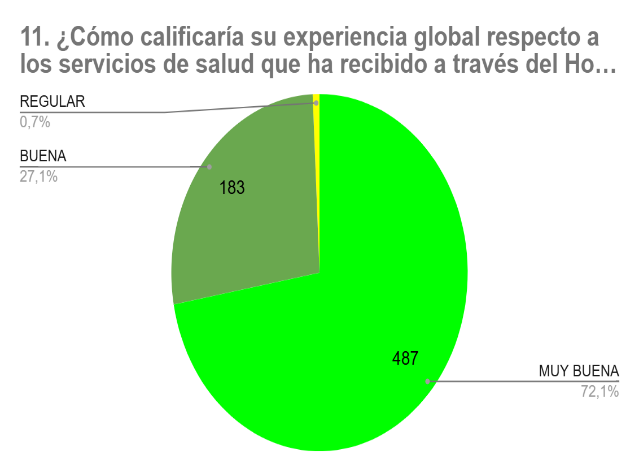 11. ¿Cómo calificaría su experiencia global respecto a
los servicios de salud que ha recibido a través del Ho…
REGULAR
0,7%
BUENA
27,1%
183
487
MUY BUENA
72,1%